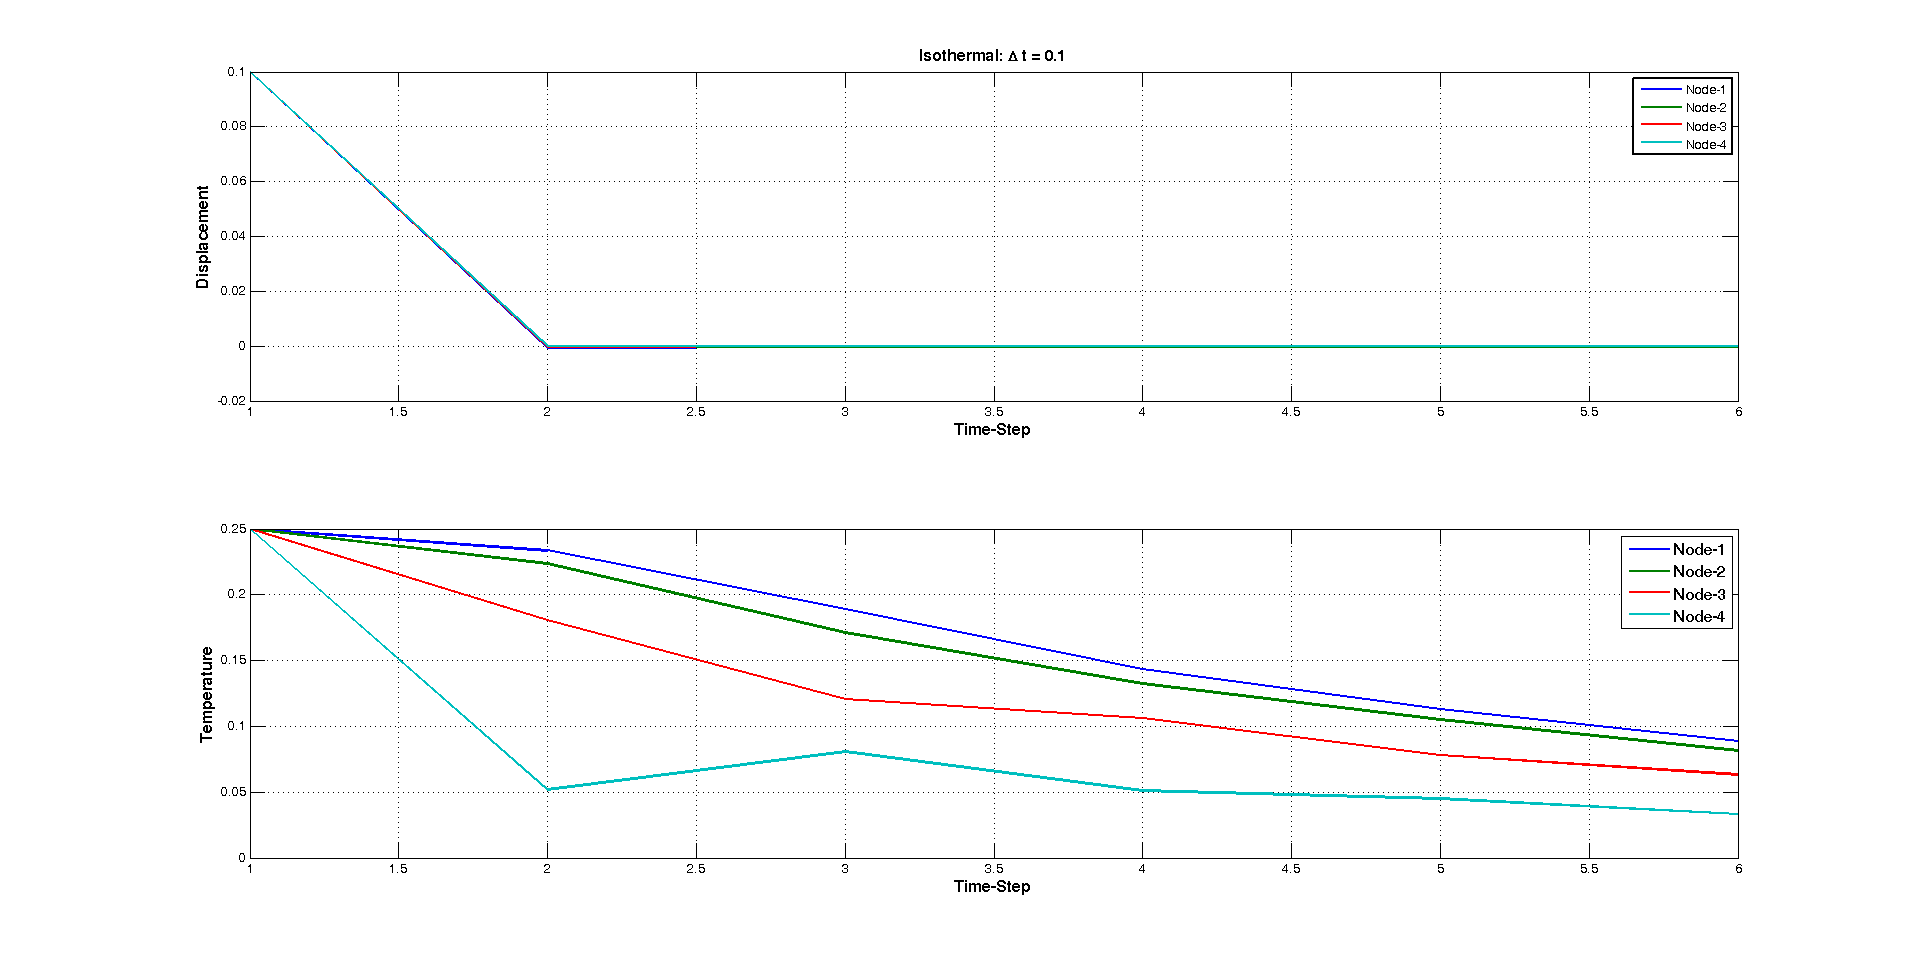 Isothermal: Δ t = 0.1
0.1
0.08
0.06
0.04
0.02
0
-0.02
Displacement
1 1.5 2 2.5 3 3.5 4 4.5 5 5.5 6
Time-Step
Node-1
Node-2
Node-3
Node-4
0.25
0.2
0.15
0.1
0.05
0
Temperature
1 1.5 2 2.5 3 3.5 4 4.5 5 5.5 6
Time-Step
Node-1
Node-2
Node-3
Node-4